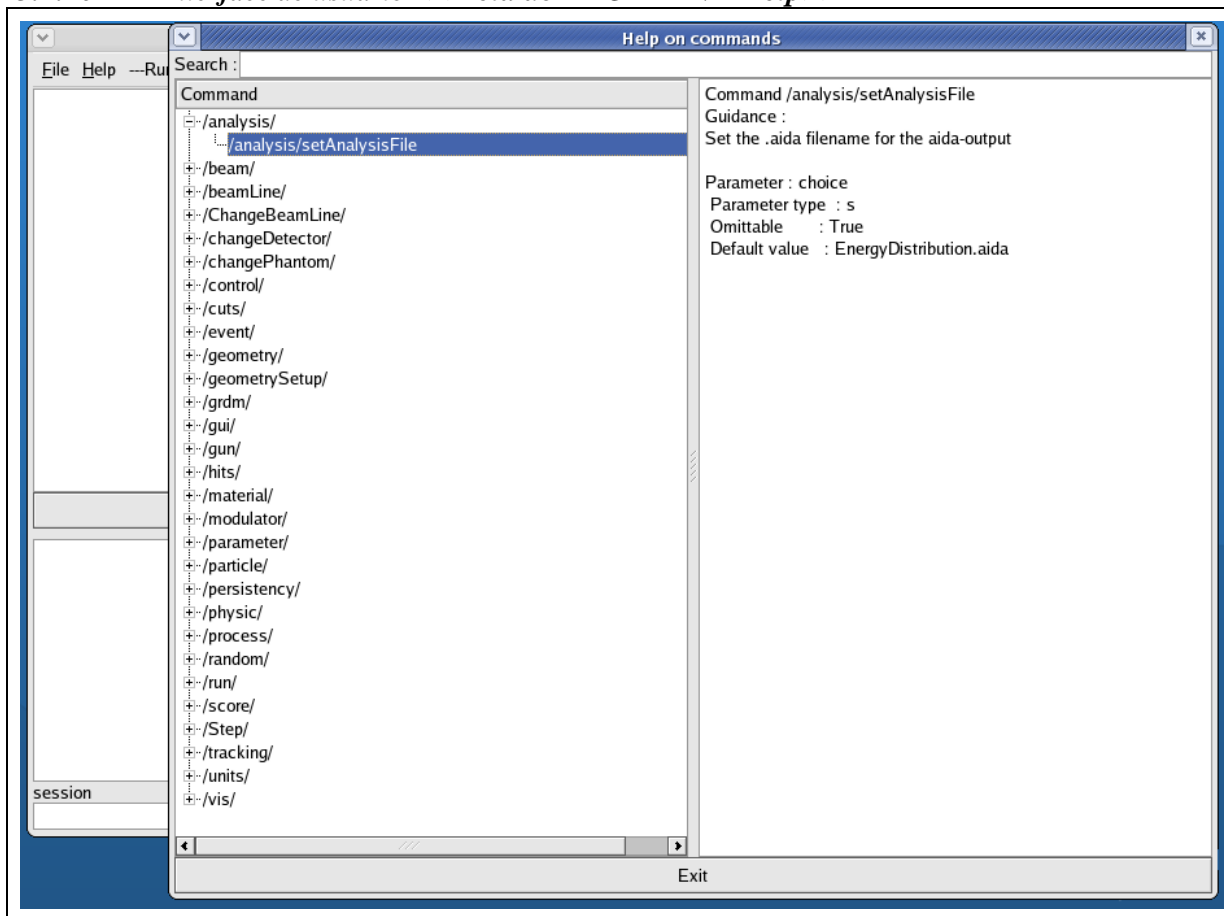 Help on commands
File Help ---Ru
Search :
Command
/analysis/
/analysis/setAnalysisFile
/beam/
/beamLine/
/ChangeBeamLine/
/changeDetector/
/changePhantom/
/control/
/cuts/
/event/
/geometry/
/geometrySetup/
/grdm/
/gui/
/gun/
/hits/
/material/
/modulator/
/parameter/
/particle/
/persistency/
/physic/
/process/
/random/
/run/
/score/
/Step/
/tracking/
/units/
/vis/
Command /analysis/setAnalysisFile
Guidance :
Set the .aida filename for the aida-output
Parameter : choice
Parameter type : s
Omittable : True
Default value : EnergyDistribution.aida
session
Exit